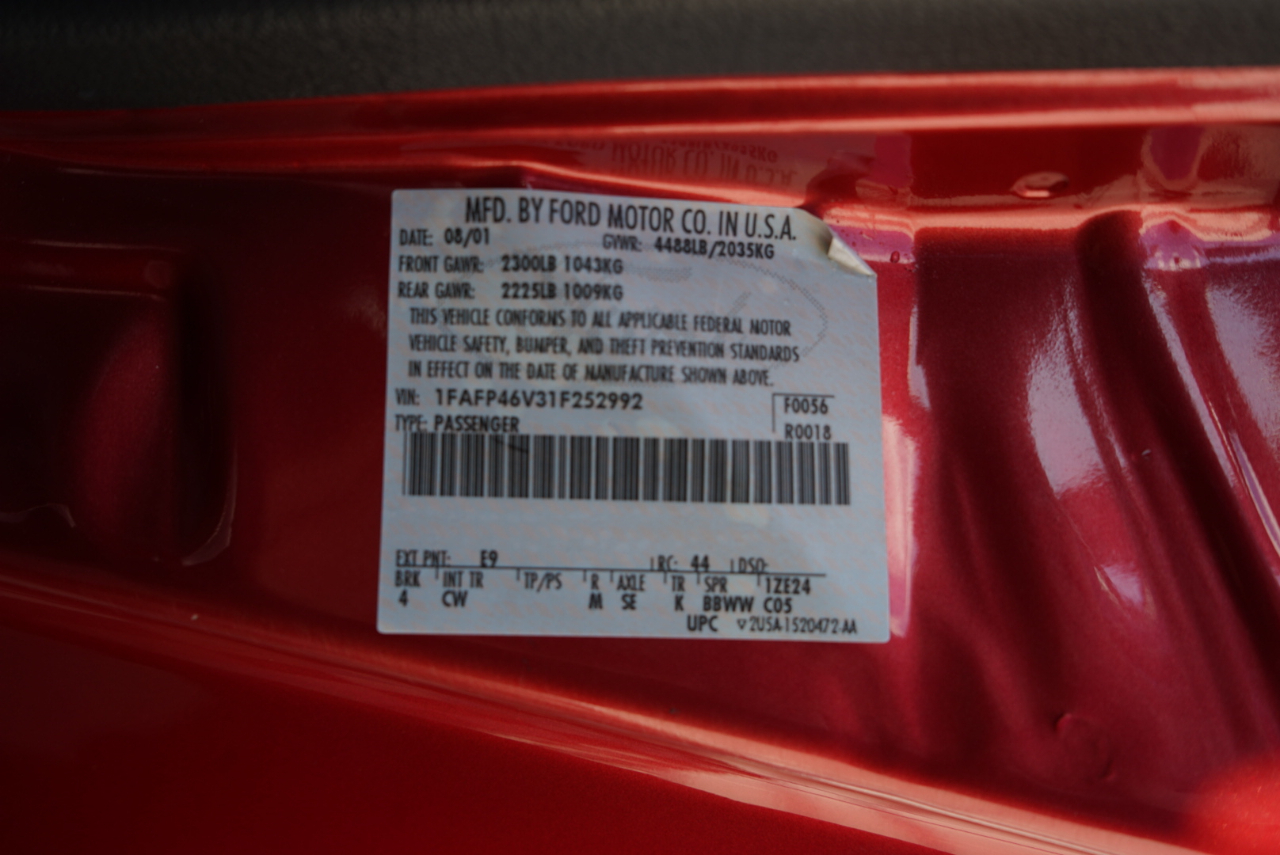 MFD. BY FORD MOTOR CO. IN U.S.A.
DATE: 08/01 GVWR: 4488LB/2035KG
FRONT GAWR: 2300LB 1043KG
REAR GAWR: 2225LB 1009KG
THIS VEHICLE CONFORMS TO ALL APPLICABLE FEDERAL MOTOR
VEHICLE SAFETY, BUMPER, AND THEFT PREVENTION STANDARDS
IN EFFECT ON THE DATE OF MANUFACTURE SHOWN ABOVE.
VIN: 1FAFP46V31F252992 F0056
TYPE: PASSENGER R0018
EXT PNT: E9 RC: 44 DSO:
BRK INT TR TP/PS R AXLE TR SPR 1ZE24
4 CW M SE K BBWW C05
UPC ▽2U5A-1520472-AA